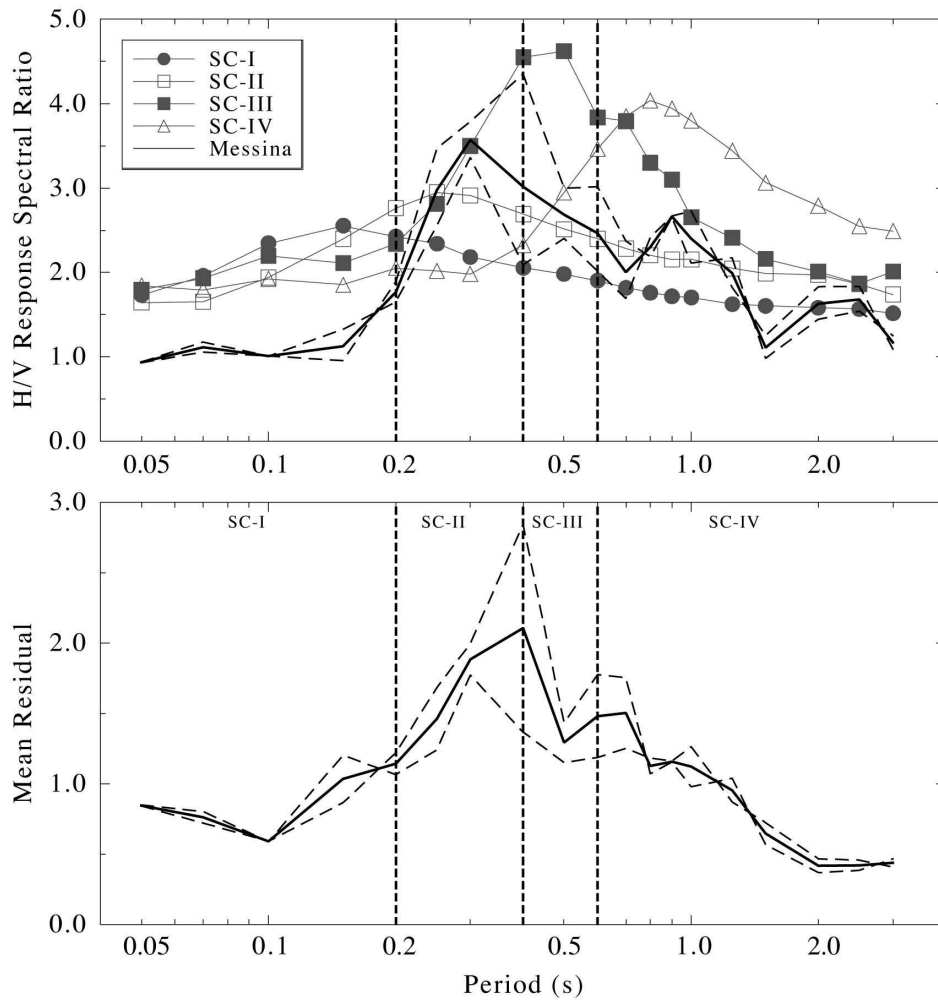 H/V Response Spectral Ratio
5.0
4.0
3.0
2.0
1.0
0.0
SC-I
SC-II
SC-III
SC-IV
Messina
0.05 0.1 0.2 0.5 1.0 2.0
Mean Residual
3.0
2.0
1.0
0.0
SC-I SC-II SC-III SC-IV
0.05 0.1 0.2 0.5 1.0 2.0
Period (s)